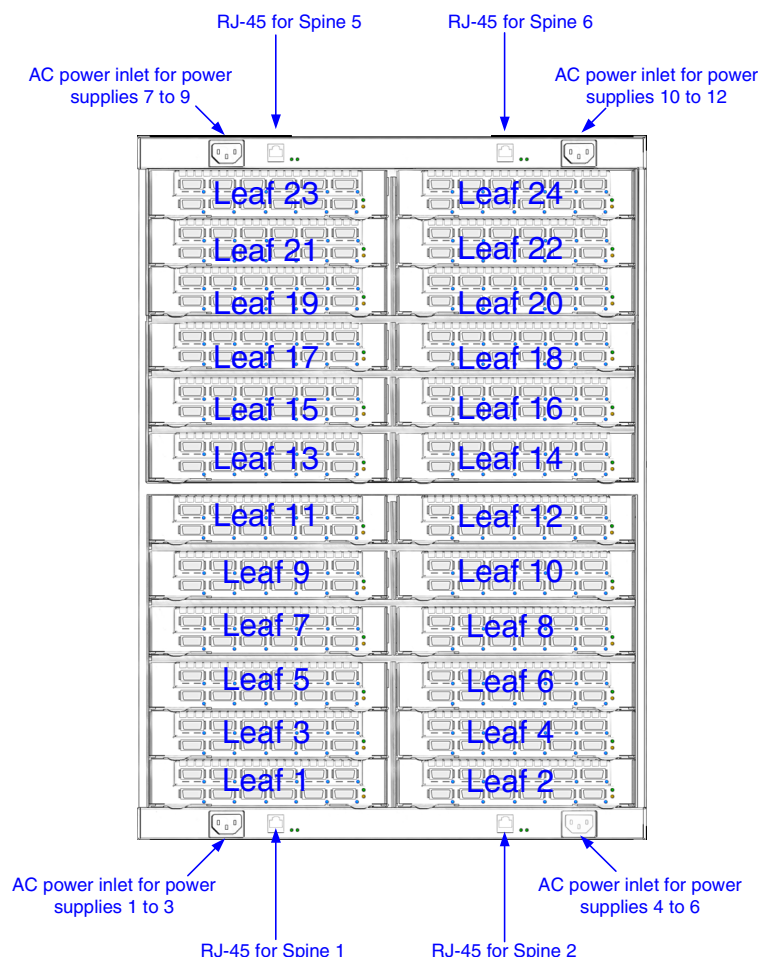 RJ-45 for Spine 5
RJ-45 for Spine 6
AC power inlet for power
supplies 7 to 9
AC power inlet for power
supplies 10 to 12
Leaf 23
Leaf 24
Leaf 21
Leaf 22
Leaf 19
Leaf 20
Leaf 17
Leaf 18
Leaf 15
Leaf 16
Leaf 13
Leaf 14
Leaf 11
Leaf 12
Leaf 9
Leaf 10
Leaf 7
Leaf 8
Leaf 5
Leaf 6
Leaf 3
Leaf 4
Leaf 1
Leaf 2
AC power inlet for power
supplies 1 to 3
AC power inlet for power
supplies 4 to 6
RJ-45 for Spine 1
RJ-45 for Spine 2